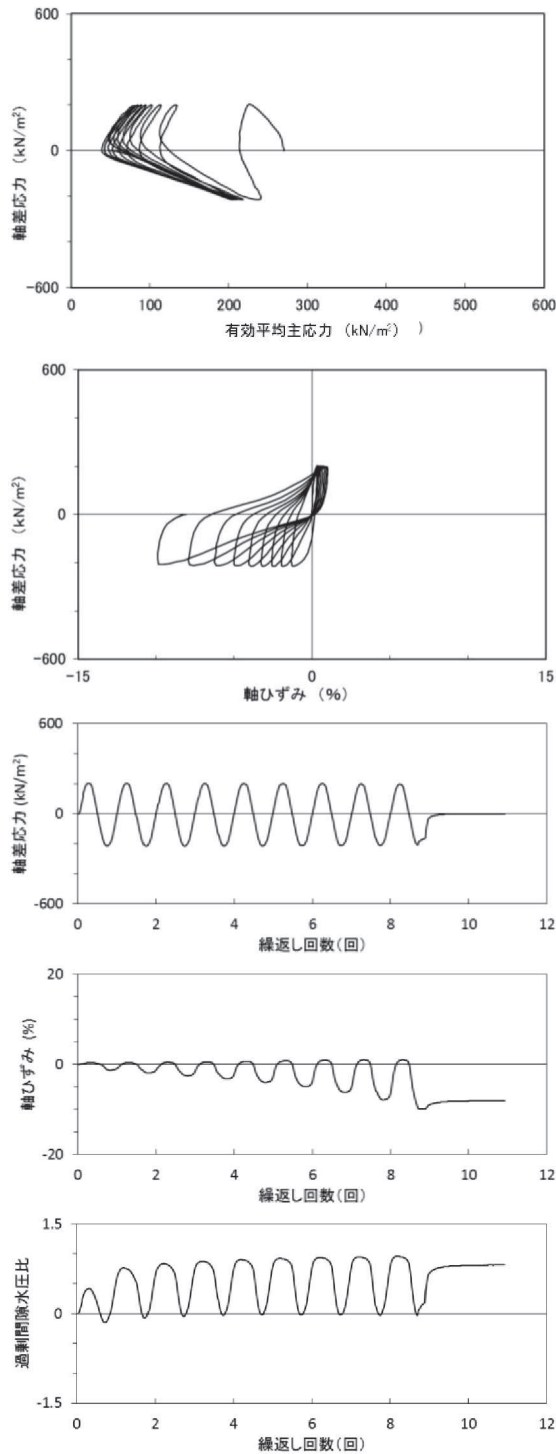 600
0
−600
軸差応力 (kN/m²)
0 100 200 300 400 500 600
有効平均主応力 (kN/m²) )
600
0
−600
軸差応力 (kN/m²)
−15 0 15
軸ひずみ (%)
600
0
-600
軸差応力 (kN/m²)
0 2 4 6 8 10 12
繰返し回数(回)
20
0
-20
軸ひずみ (%)
0 2 4 6 8 10 12
繰返し回数(回)
1.5
0
-1.5
過剰間隙水圧比
0 2 4 6 8 10 12
繰返し回数(回)